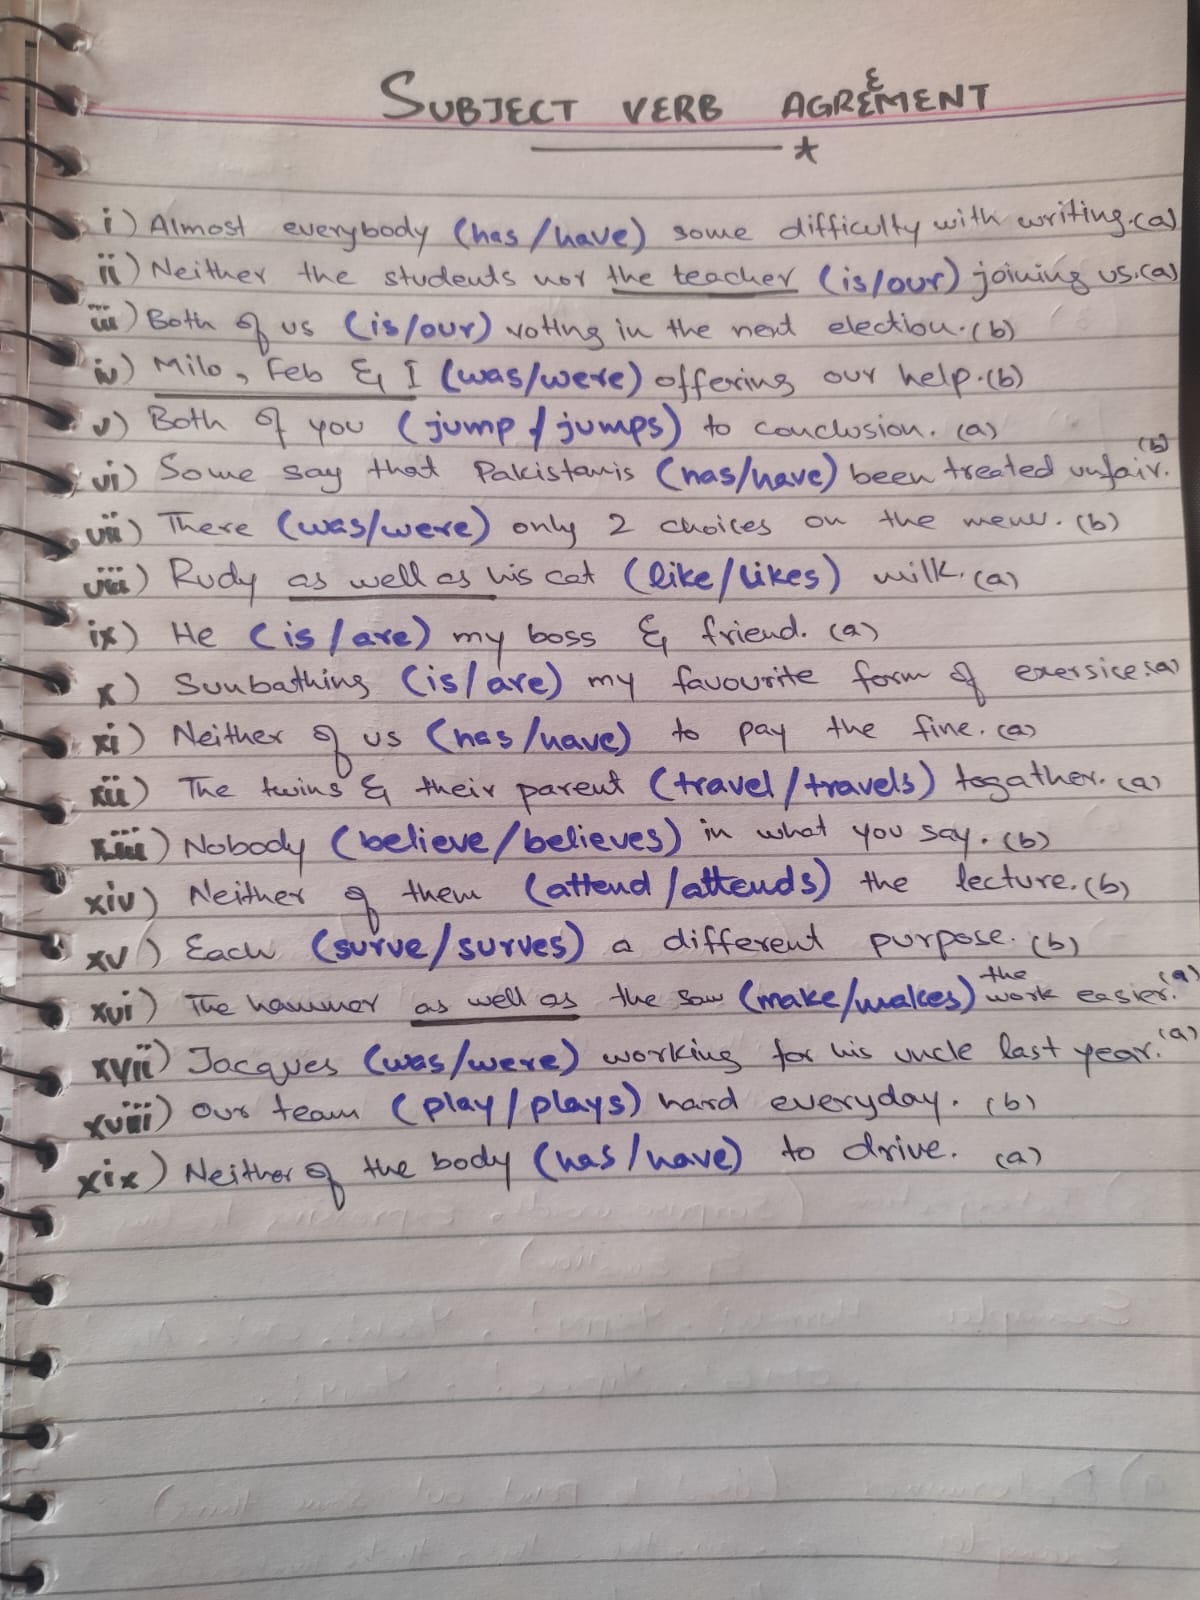 SUBJECT VERB AGREEMENT
i) Almost everybody (has/have) some difficulty with writing.(a)
ii) Neither the students nor the teacher (is/our) joining us.(a)
iii) Both of us (is/our) voting in the next election.(b)
iv) Milo, Feb & I (was/were) offering our help.(b)
v) Both of you (jump/jumps) to conclusion. (a)
vi) Some say that Pakistanis (has/have) been treated unfair.(b)
vii) There (was/were) only 2 choices on the menu. (b)
viii) Rudy as well as his cat (like/likes) milk. (a)
ix) He (is/are) my boss & friend. (a)
x) Sunbathing (is/are) my favourite form of exersice.(a)
xi) Neither of us (has/have) to pay the fine. (a)
xii) The twins & their parent (travel/travels) togather. (a)
xiii) Nobody (believe/believes) in what you say. (b)
xiv) Neither of them (attend/attends) the lecture. (b)
xv) Each (surve/surves) a different purpose. (b)
xvi) The hammer as well as the saw (make/makes) the work easier.(a)
xvii) Jacques (was/were) working for his uncle last year.(a)
xviii) Our team (play/plays) hard everyday. (b)
xix) Neither of the body (has/have) to drive. (a)